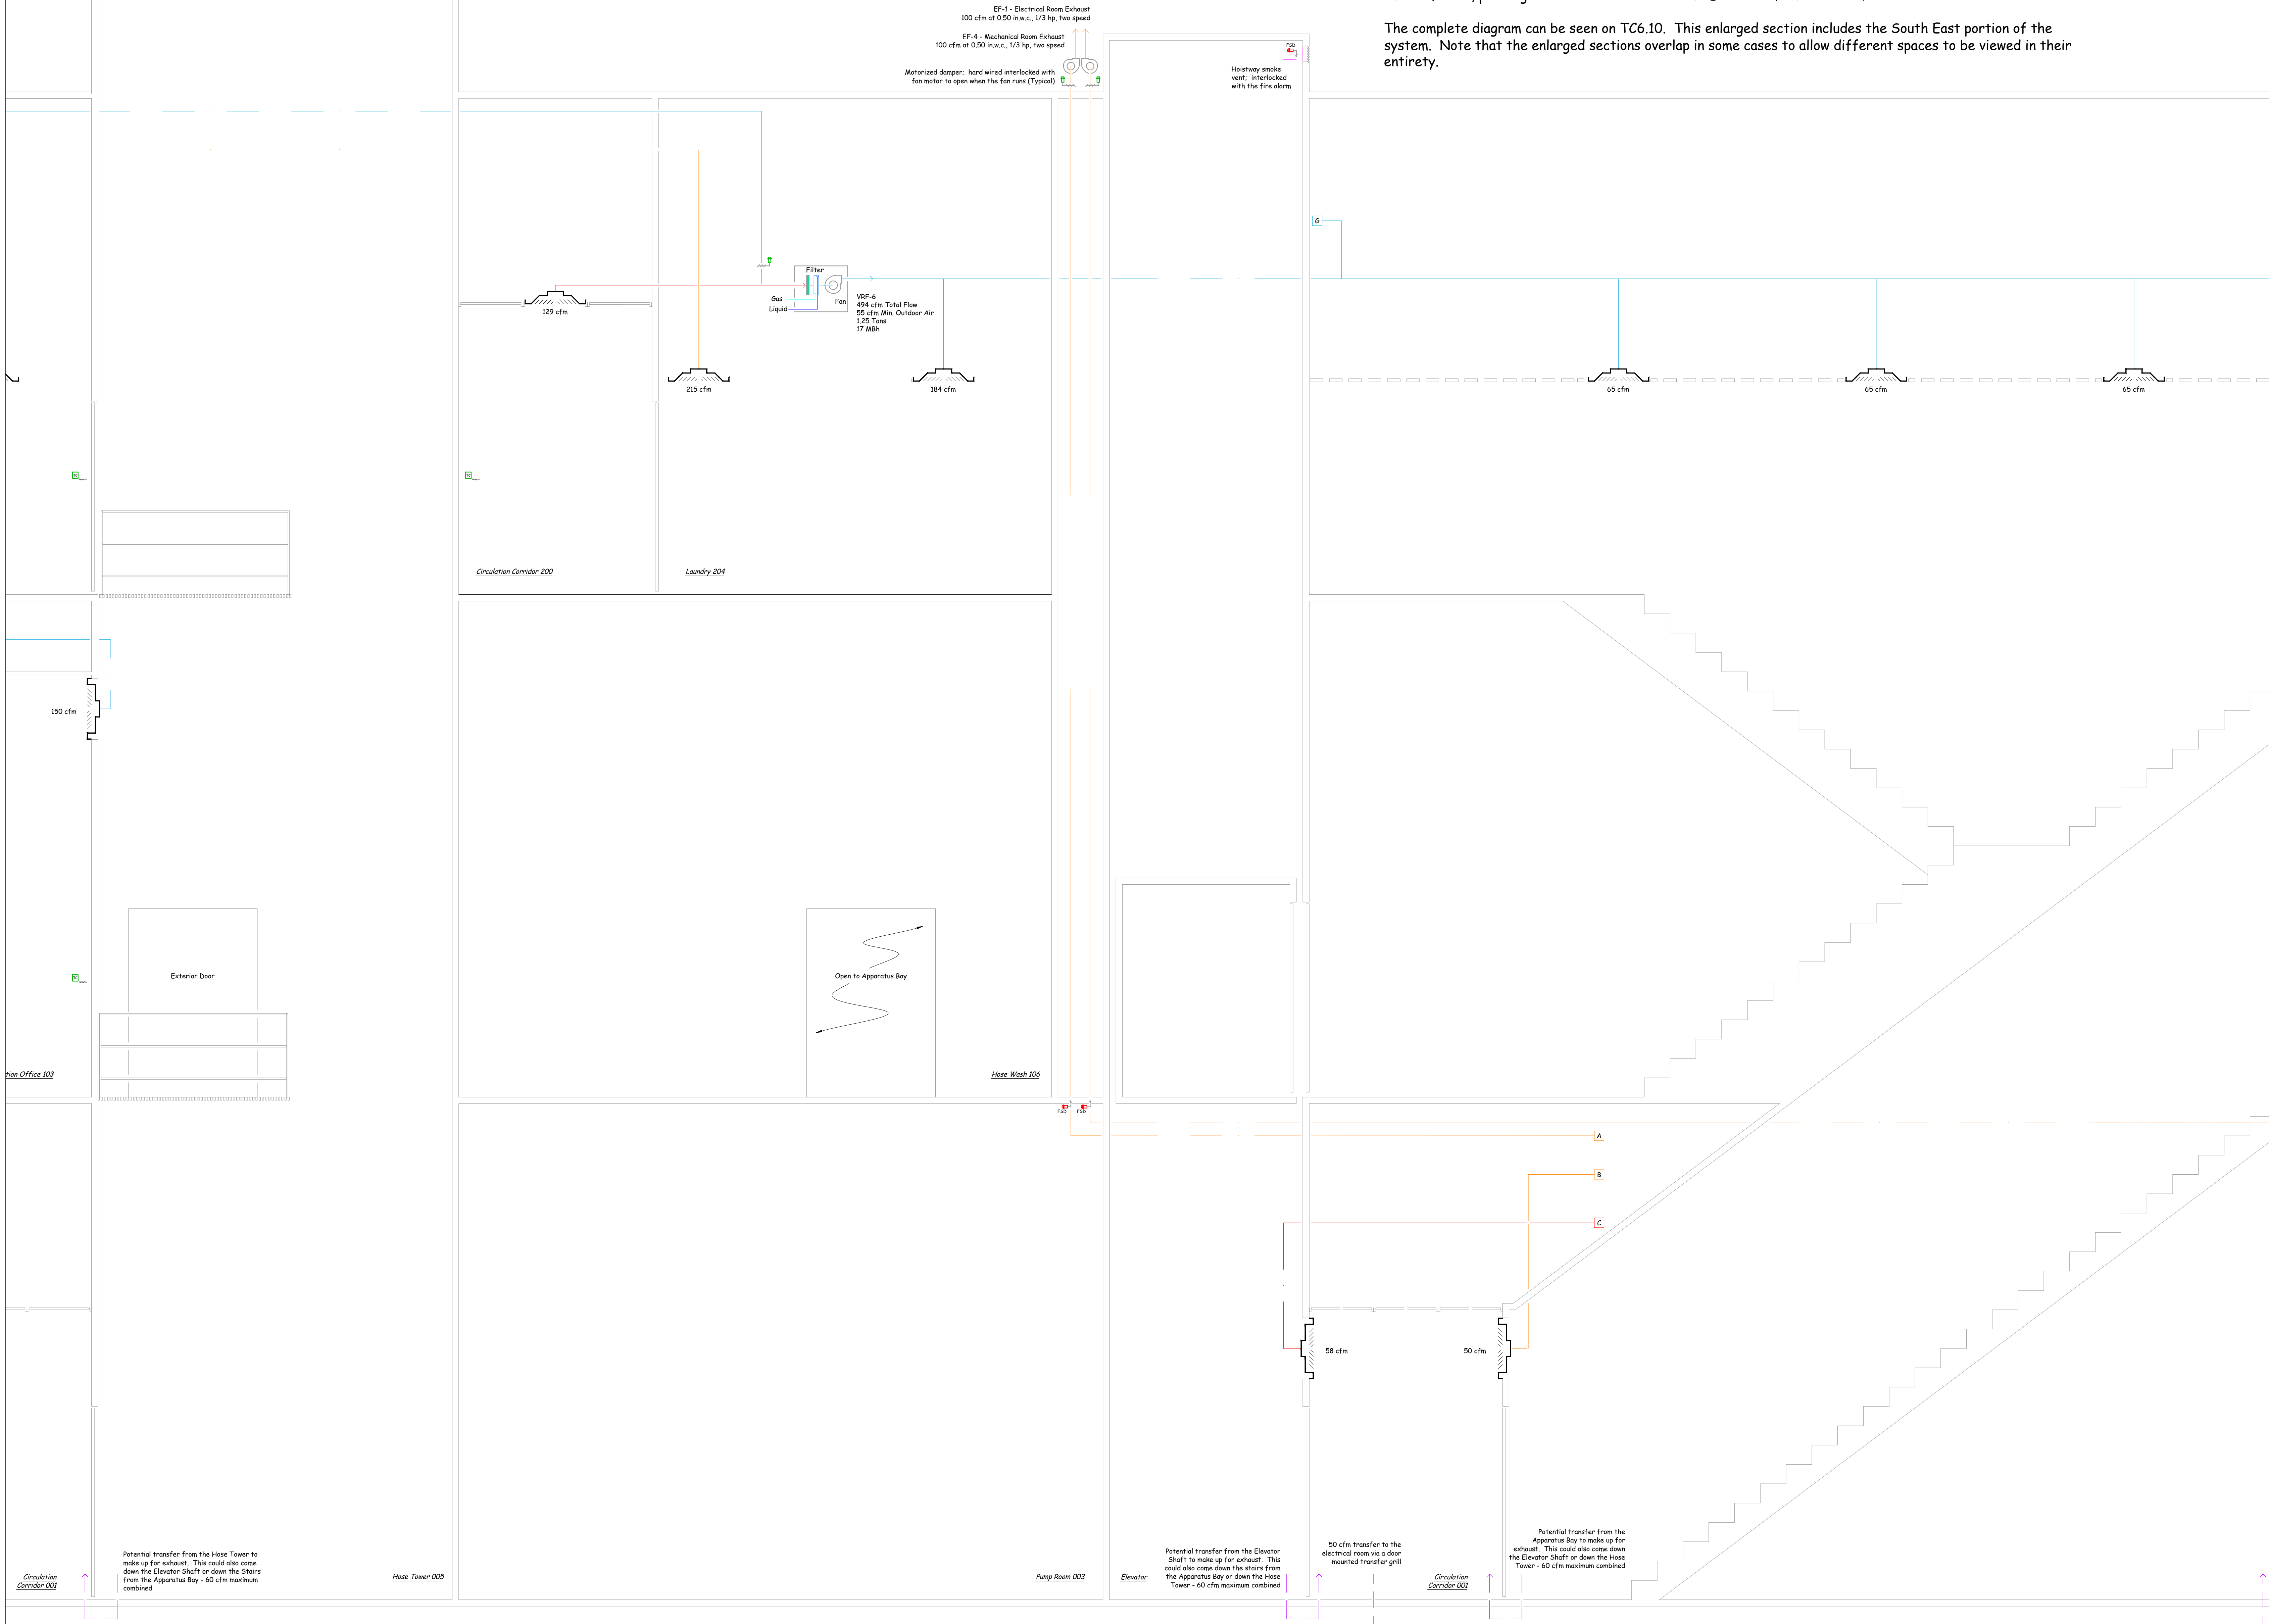 The complete diagram can be seen on TC6.10.  This enlarged section includes the South East portion of the
system.  Note that the enlarged sections overlap in some cases to allow different spaces to be viewed in their
entirety.
EF-1 - Electrical Room Exhaust
100 cfm at 0.50 in.w.c., 1/3 hp, two speed
EF-4 - Mechanical Room Exhaust
100 cfm at 0.50 in.w.c., 1/3 hp, two speed
Motorized damper;  hard wired interlocked with
fan motor to open when the fan runs (Typical)
FSD
Hoistway smoke
vent;  interlocked
with the fire alarm
G
Filter
Gas
Liquid
Fan
VRF-6
494 cfm Total Flow
55 cfm Min. Outdoor Air
1.25 Tons
17 MBh
129 cfm
215 cfm
184 cfm
65 cfm
65 cfm
65 cfm
Circulation Corridor 200
Laundry 204
150 cfm
Exterior Door
Open to Apparatus Bay
tion Office 103
Hose Wash 106
FSD
FSD
A
B
C
58 cfm
50 cfm
Circulation
Corridor 001
Potential transfer from the Hose Tower to
make up for exhaust.  This could also come
down the Elevator Shaft or down the Stairs
from the Apparatus Bay - 60 cfm maximum
combined
Hose Tower 005
Pump Room 003
Elevator
Potential transfer from the Elevator
Shaft to make up for exhaust.  This
could also come down the stairs from
the Apparatus Bay or down the Hose
Tower - 60 cfm maximum combined
50 cfm transfer to the
electrical room via a door
mounted transfer grill
Circulation
Corridor 001
Potential transfer from the
Apparatus Bay to make up for
exhaust.  This could also come down
the Elevator Shaft or down the Hose
Tower - 60 cfm maximum combined